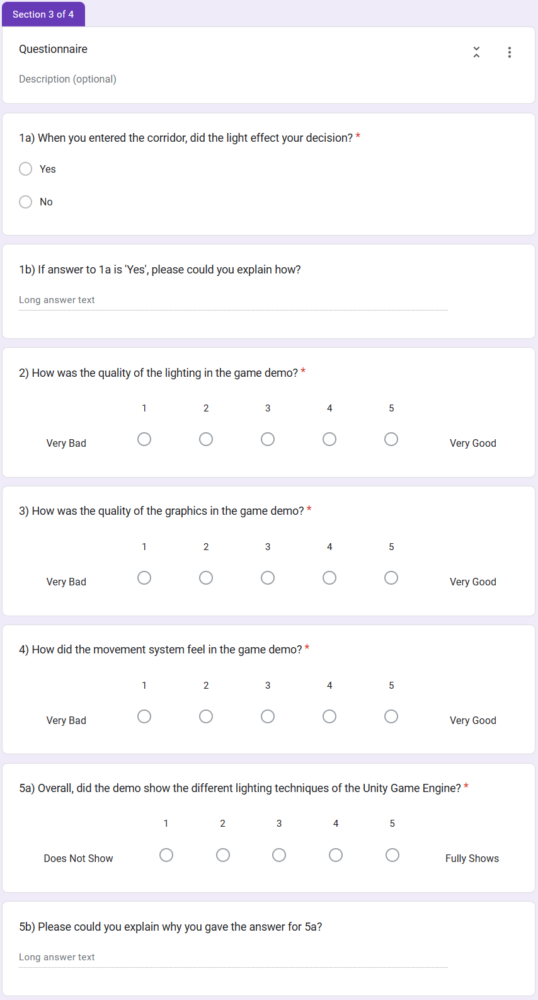 Section 3 of 4
Questionnaire
Description (optional)
1a) When you entered the corridor, did the light effect your decision? *
Yes
No
1b) If answer to 1a is 'Yes', please could you explain how?
Long answer text
2) How was the quality of the lighting in the game demo? *
1 2 3 4 5
Very Bad Very Good
3) How was the quality of the graphics in the game demo? *
1 2 3 4 5
Very Bad Very Good
4) How did the movement system feel in the game demo? *
1 2 3 4 5
Very Bad Very Good
5a) Overall, did the demo show the different lighting techniques of the Unity Game Engine? *
1 2 3 4 5
Does Not Show Fully Shows
5b) Please could you explain why you gave the answer for 5a?
Long answer text